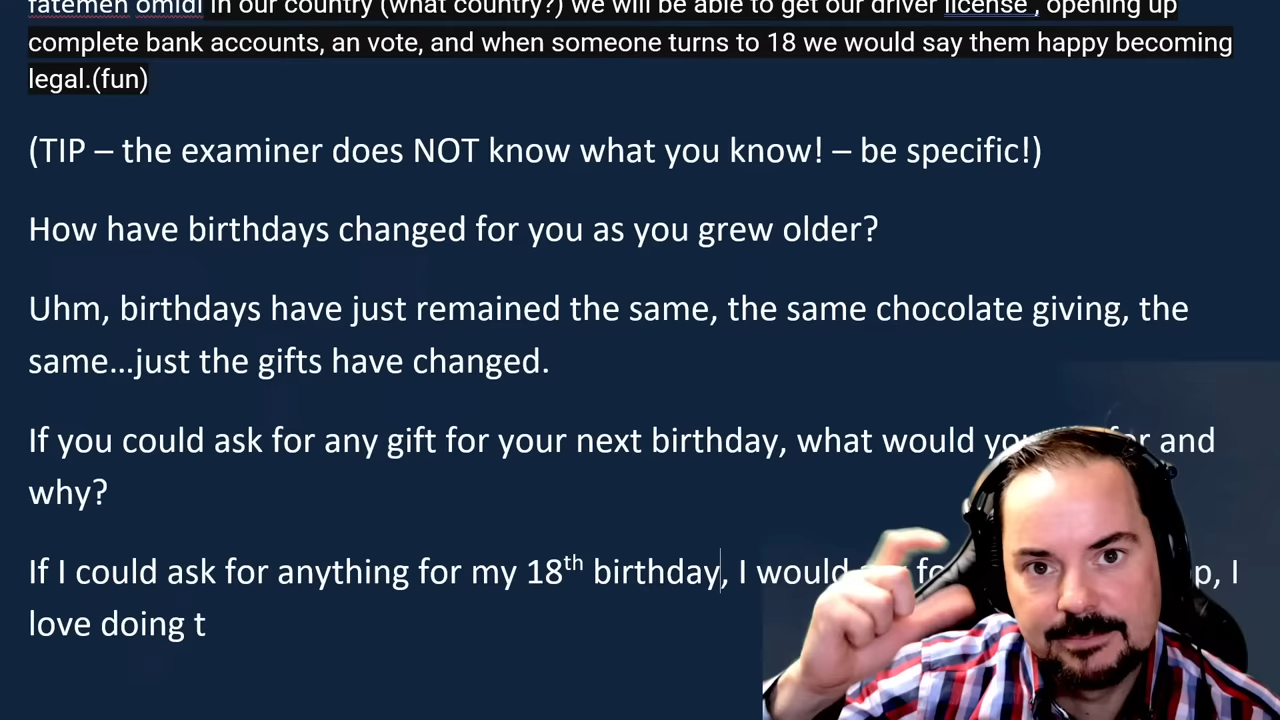 fatemeh omidi in our country (what country?) we will be able to get our driver license , opening up
complete bank accounts, an vote, and when someone turns to 18 we would say them happy becoming
legal.(fun)
(TIP – the examiner does NOT know what you know! – be specific!)
How have birthdays changed for you as you grew older?
Uhm, birthdays have just remained the same, the same chocolate giving, the
same…just the gifts have changed.
If you could ask for any gift for your next birthday, what would and
why?
If I could ask for anything for my 18th birthday, I would I
love doing t